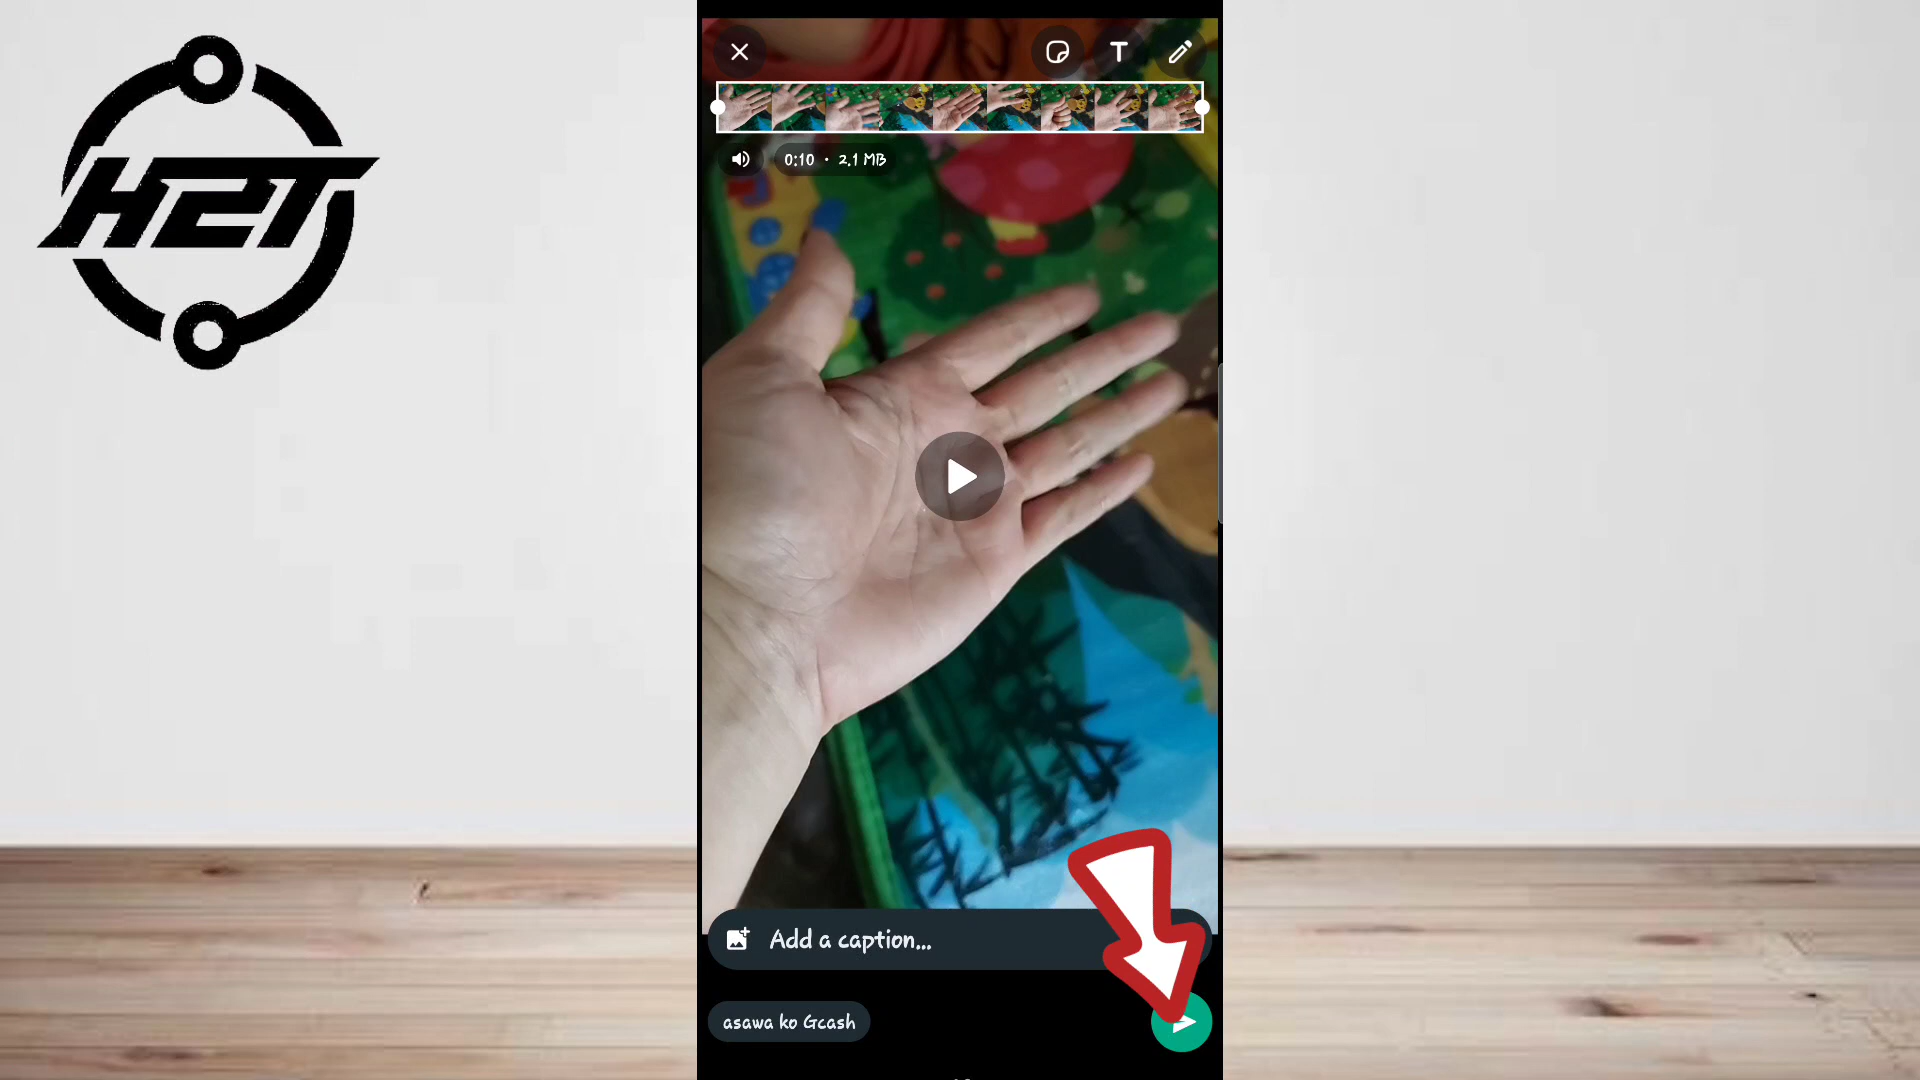 H2T
T
0:10 • 2.1 MB
Add a caption...
asawa ko Gcash